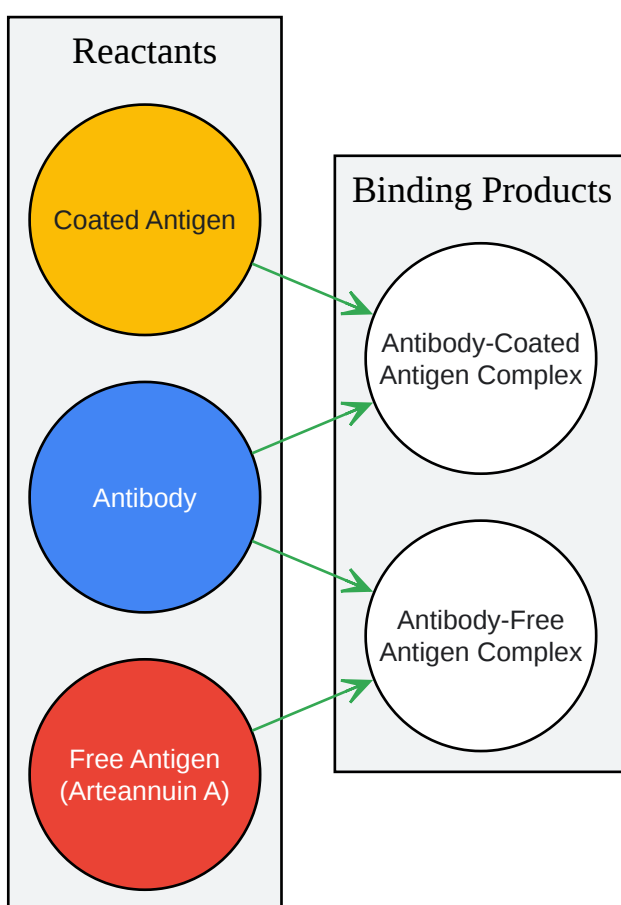 Reactants
Coated Antigen
Antibody
Free Antigen
(Arteannuin A)
Binding Products
Antibody-Coated
Antigen Complex
Antibody-Free
Antigen Complex